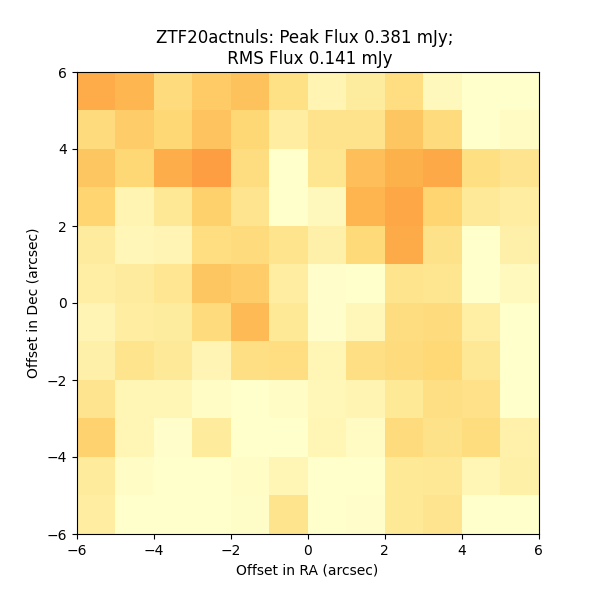 ZTF20actnuls: Peak Flux 0.381 mJy;
RMS Flux 0.141 mJy
6
4
2
0
−2
−4
−6
Offset in Dec (arcsec)
−6 −4 −2 0 2 4 6
Offset in RA (arcsec)